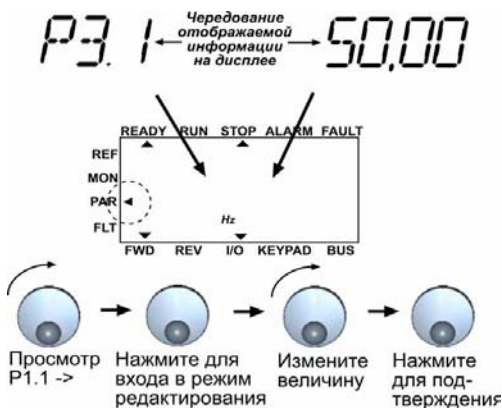 P3.1
Чередование
отображаемой
информации
на дисплее
50,00
READY RUN STOP ALARM FAULT
REF
MON
PAR
FLT
Hz
FWD REV I/O KEYPAD BUS
Просмотр
P1.1 ->
Нажмите для
входа в режим
редактирования
Измените
величину
Нажмите
для под-
тверждения